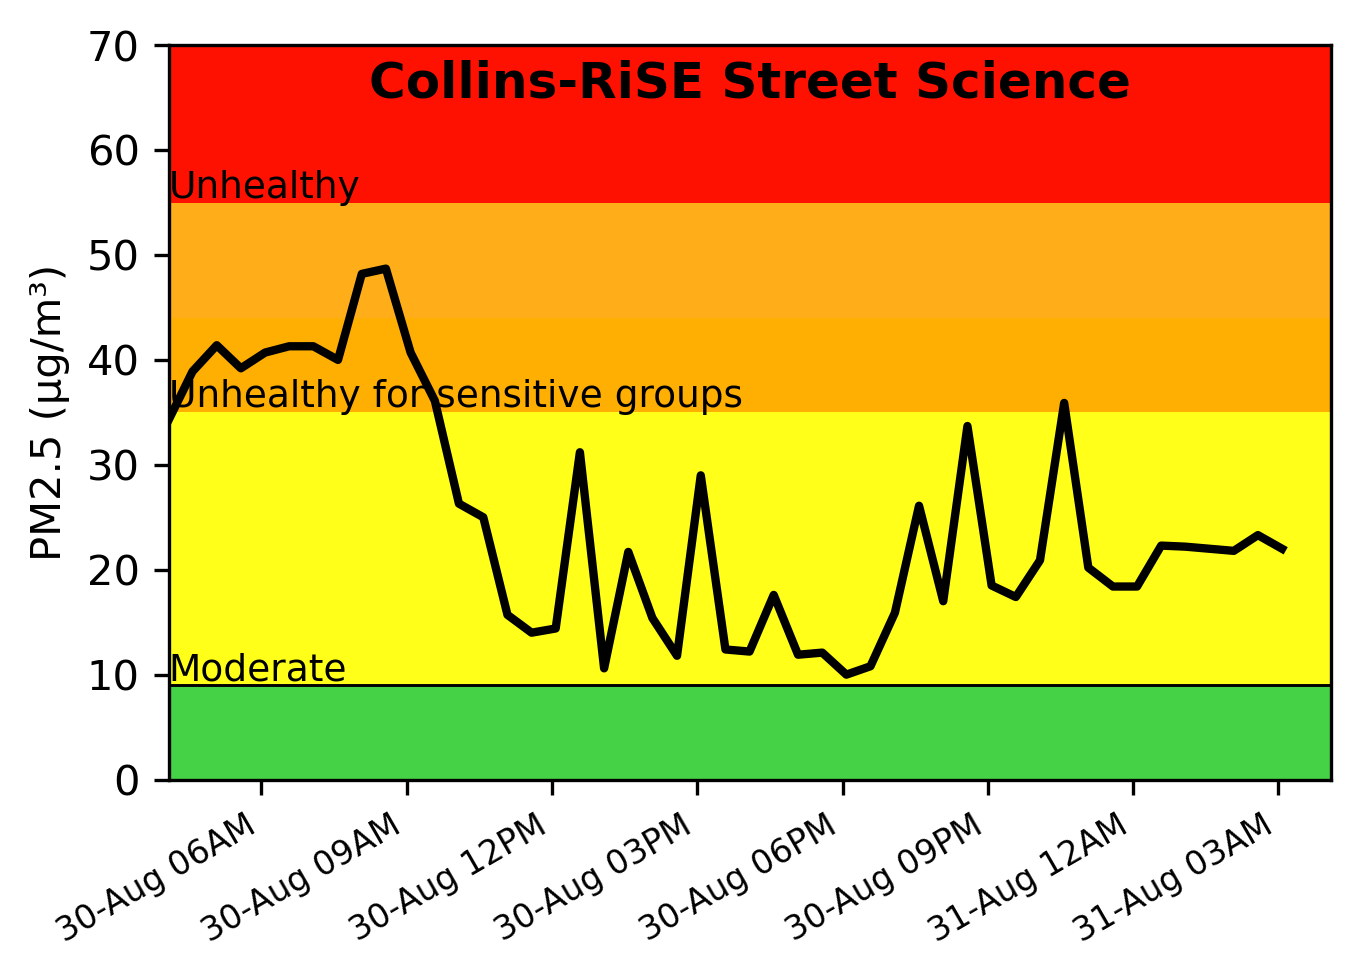 Collins-RiSE Street Science
70
60
Unhealthy
50
40
Unhealthy for sensitive groups
30
20
Moderate
10
0
PM2.5 (µg/m³)
30-Aug 06AM
30-Aug 09AM
30-Aug 12PM
30-Aug 03PM
30-Aug 06PM
30-Aug 09PM
31-Aug 12AM
31-Aug 03AM